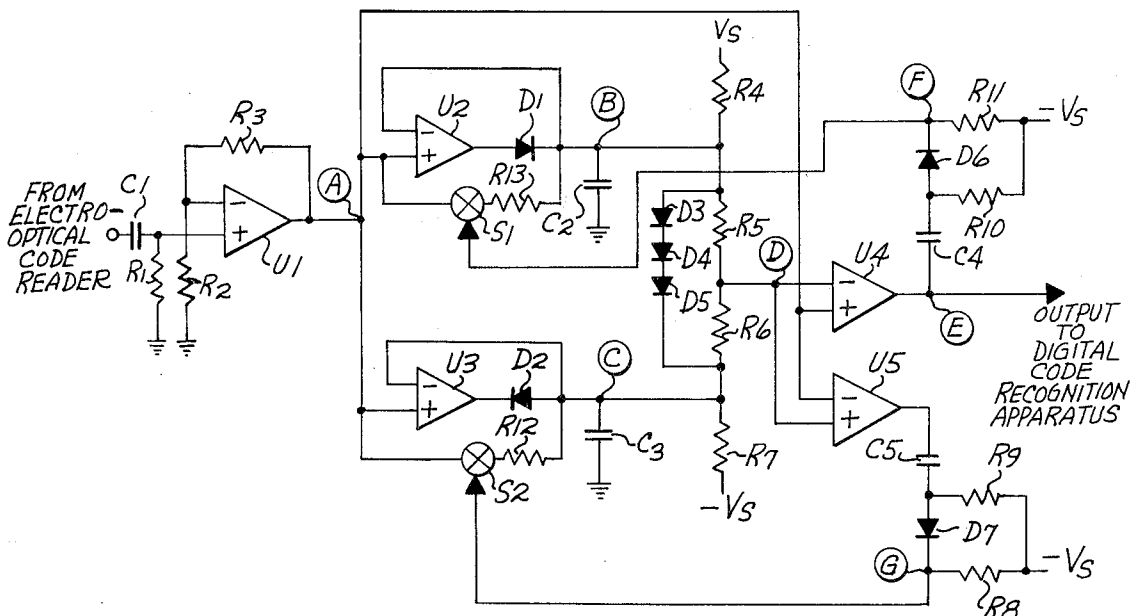 FROM
ELECTRO-
OPTICAL
CODE
READER
C1
R1
R3
U1
R2
A
U2
D1
B
R13
S1
C2
Vs
R4
D3
D4
D5
R5
D
R6
U3
D2
C
R12
S2
C3
R7
-Vs
F
R11
-Vs
D6
R10
C4
U4
E
OUTPUT
TO
DIGITAL
CODE
RECOGNITION
APPARATUS
U5
C5
R9
D7
-Vs
G
R8
-
+
-
+
-
+
-
+
-
+